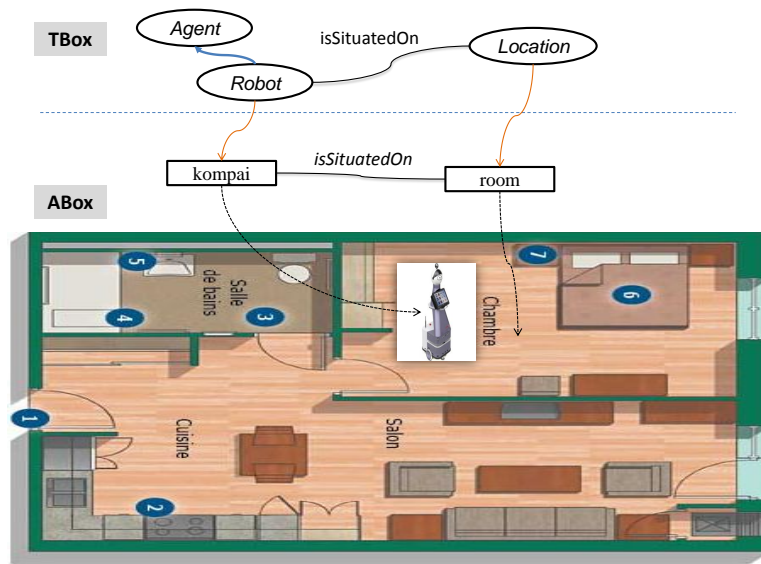 Agent
TBox
isSituatedOn
Location
Robot
isSituatedOn
kompai
room
ABox
5
7
Salle
de bains
6
4
3
Chambre
1
Cuisine
Salon
2